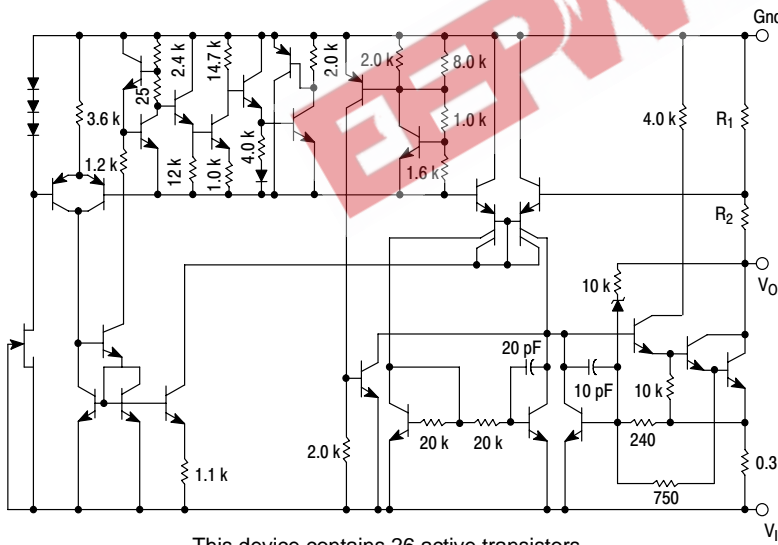 Gnd
2.0 k
2.4 k
14.7 k
2.0 k
8.0 k
25
3.6 k
1.0 k
4.0 k
R1
4.0 k
1.2 k
12 k
1.0 k
1.6 k
R2
10 k
VO
20 pF
10 pF
10 k
20 k
20 k
240
2.0 k
1.1 k
0.3
750
VI
This device contains 26 active transistors
EEPW